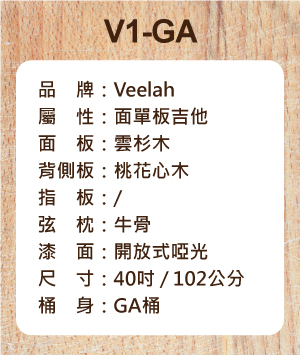 V1-GA
品　牌：Veelah
屬　性：面單板吉他
面　板：雲杉木
背側板：桃花心木
指　板：/
弦　枕：牛骨
漆　面：開放式啞光
尺　寸：40吋 / 102公分
桶　身：GA桶